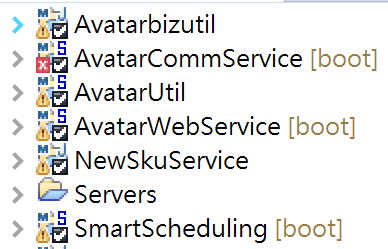 Avatarbizutil
AvatarCommService [boot]
AvatarUtil
AvatarWebService [boot]
NewSkuService
Servers
SmartScheduling [boot]